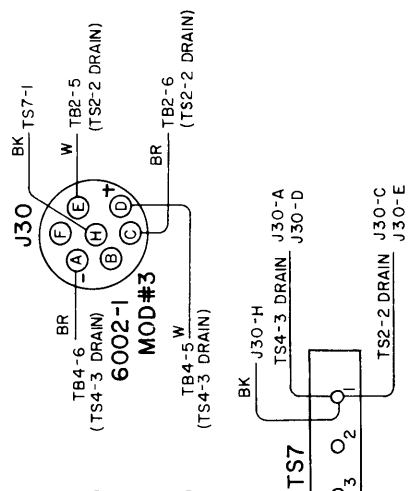 BK
TS7-1
W
TB2-5
(TS2-2 DRAIN)
BR
TB2-6
(TS2-2 DRAIN)
J30
F
E
+
A
H
D
-
B
C
BR
TB4-6
(TS4-3 DRAIN)
6002-1
MOD#3
W
TB4-5
(TS4-3 DRAIN)
BK
J30-H
TS4-3 DRAIN
J30-A
J30-D
TS2-2 DRAIN
J30-C
J30-E
TS7
1
2
3